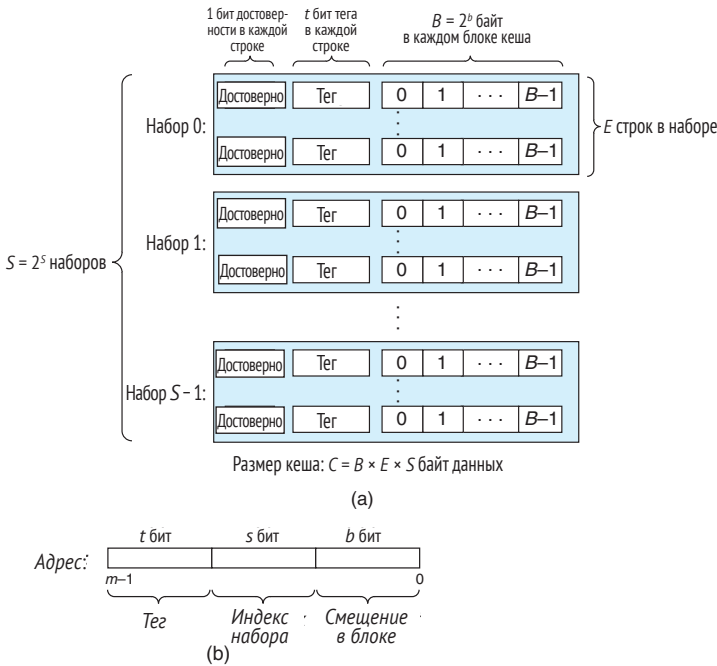 1 бит достовер-
ности в каждой
строке
t бит тега
в каждой
строке
B = 2ᵇ байт
в каждом блоке кеша
Достоверно Тег 0 1 · · · B–1
Набор 0:
Достоверно Тег 0 1 · · · B–1
E строк в наборе
Достоверно Тег 0 1 · · · B–1
Набор 1:
Достоверно Тег 0 1 · · · B–1
S = 2ˢ наборов
Достоверно Тег 0 1 · · · B–1
Набор S – 1:
Достоверно Тег 0 1 · · · B–1
Размер кеша: C = B × E × S байт данных
(a)
t бит s бит b бит
Адрес:
m–1 0
Тег Индекс набора Смещение в блоке
(b)